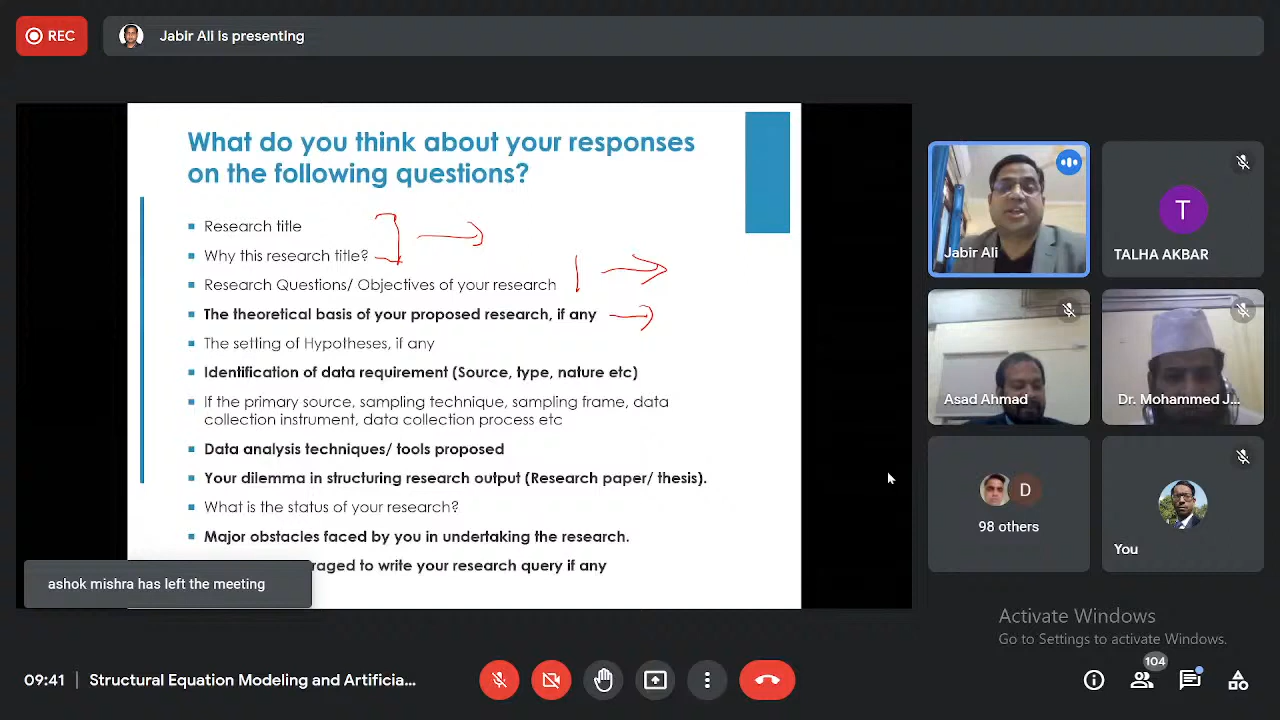 REC
Jabir Ali is presenting
What do you think about your responses
on the following questions?
Research title
Why this research title?
Research Questions/ Objectives of your research
The theoretical basis of your proposed research, if any
The setting of Hypotheses, if any
Identification of data requirement (Source, type, nature etc)
If the primary source, sampling technique, sampling frame, data
collection instrument, data collection process etc
Data analysis techniques/ tools proposed
Your dilemma in structuring research output (Research paper/ thesis).
What is the status of your research?
Major obstacles faced by you in undertaking the research.
to write your research query if any
ashok mishra has left the meeting
Jabir Ali
T
TALHA AKBAR
Asad Ahmad
Dr. Mohammed J...
D
98 others
You
Activate Windows
Go to Settings to activate Windows.
09:41 | Structural Equation Modeling and Artificia...
104